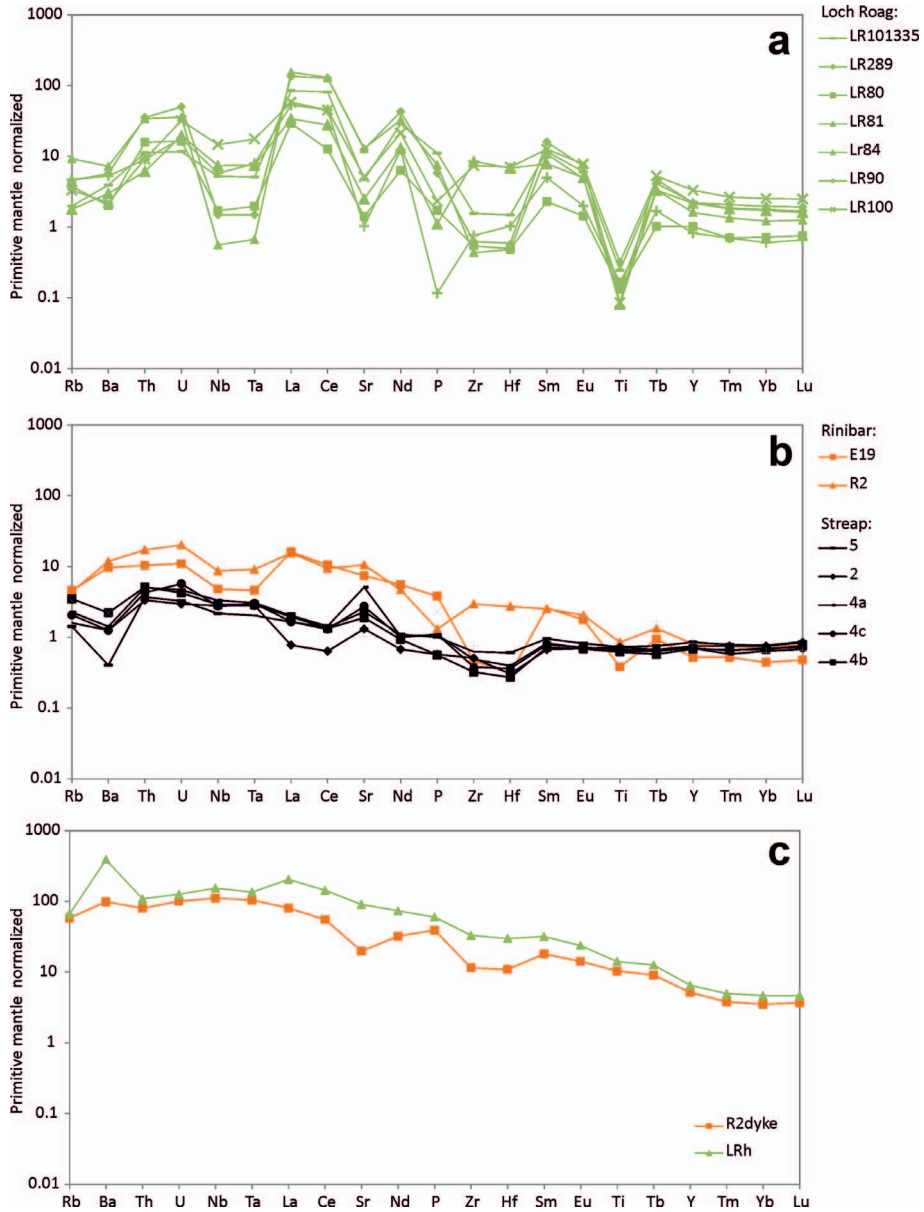 a
Loch Roag:
LR101335
LR289
LR80
LR81
Lr84
LR90
LR100
1000
100
10
1
0.1
0.01
Primitive mantle normalized
Rb Ba Th U Nb Ta La Ce Sr Nd P Zr Hf Sm Eu Ti Tb Y Tm Yb Lu
b
Rinibar:
E19
R2
Streap:
5
2
4a
4c
4b
1000
100
10
1
0.1
0.01
Primitive mantle normalized
Rb Ba Th U Nb Ta La Ce Sr Nd P Zr Hf Sm Eu Ti Tb Y Tm Yb Lu
c
1000
100
10
1
0.1
0.01
Primitive mantle normalized
R2dyke
LRh
Rb Ba Th U Nb Ta La Ce Sr Nd P Zr Hf Sm Eu Ti Tb Y Tm Yb Lu